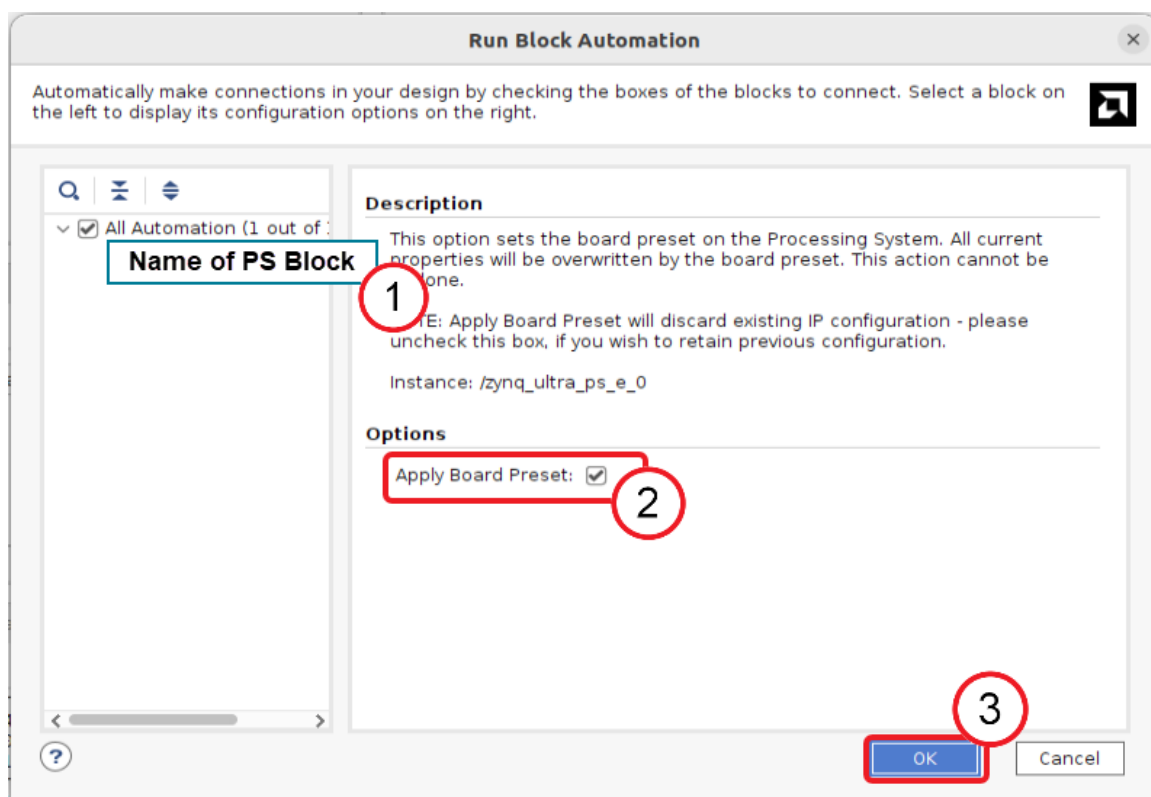 Run Block Automation
Automatically make connections in your design by checking the boxes of the blocks to connect. Select a block on
the left to display its configuration options on the right.
All Automation (1 out of
Name of PS Block
1
Description
This option sets the board preset on the Processing System. All current
properties will be overwritten by the board preset. This action cannot be
one.
TE: Apply Board Preset will discard existing IP configuration - please
uncheck this box, if you wish to retain previous configuration.
Instance: /zynq_ultra_ps_e_0
Options
Apply Board Preset:
2
3
?
OK
Cancel